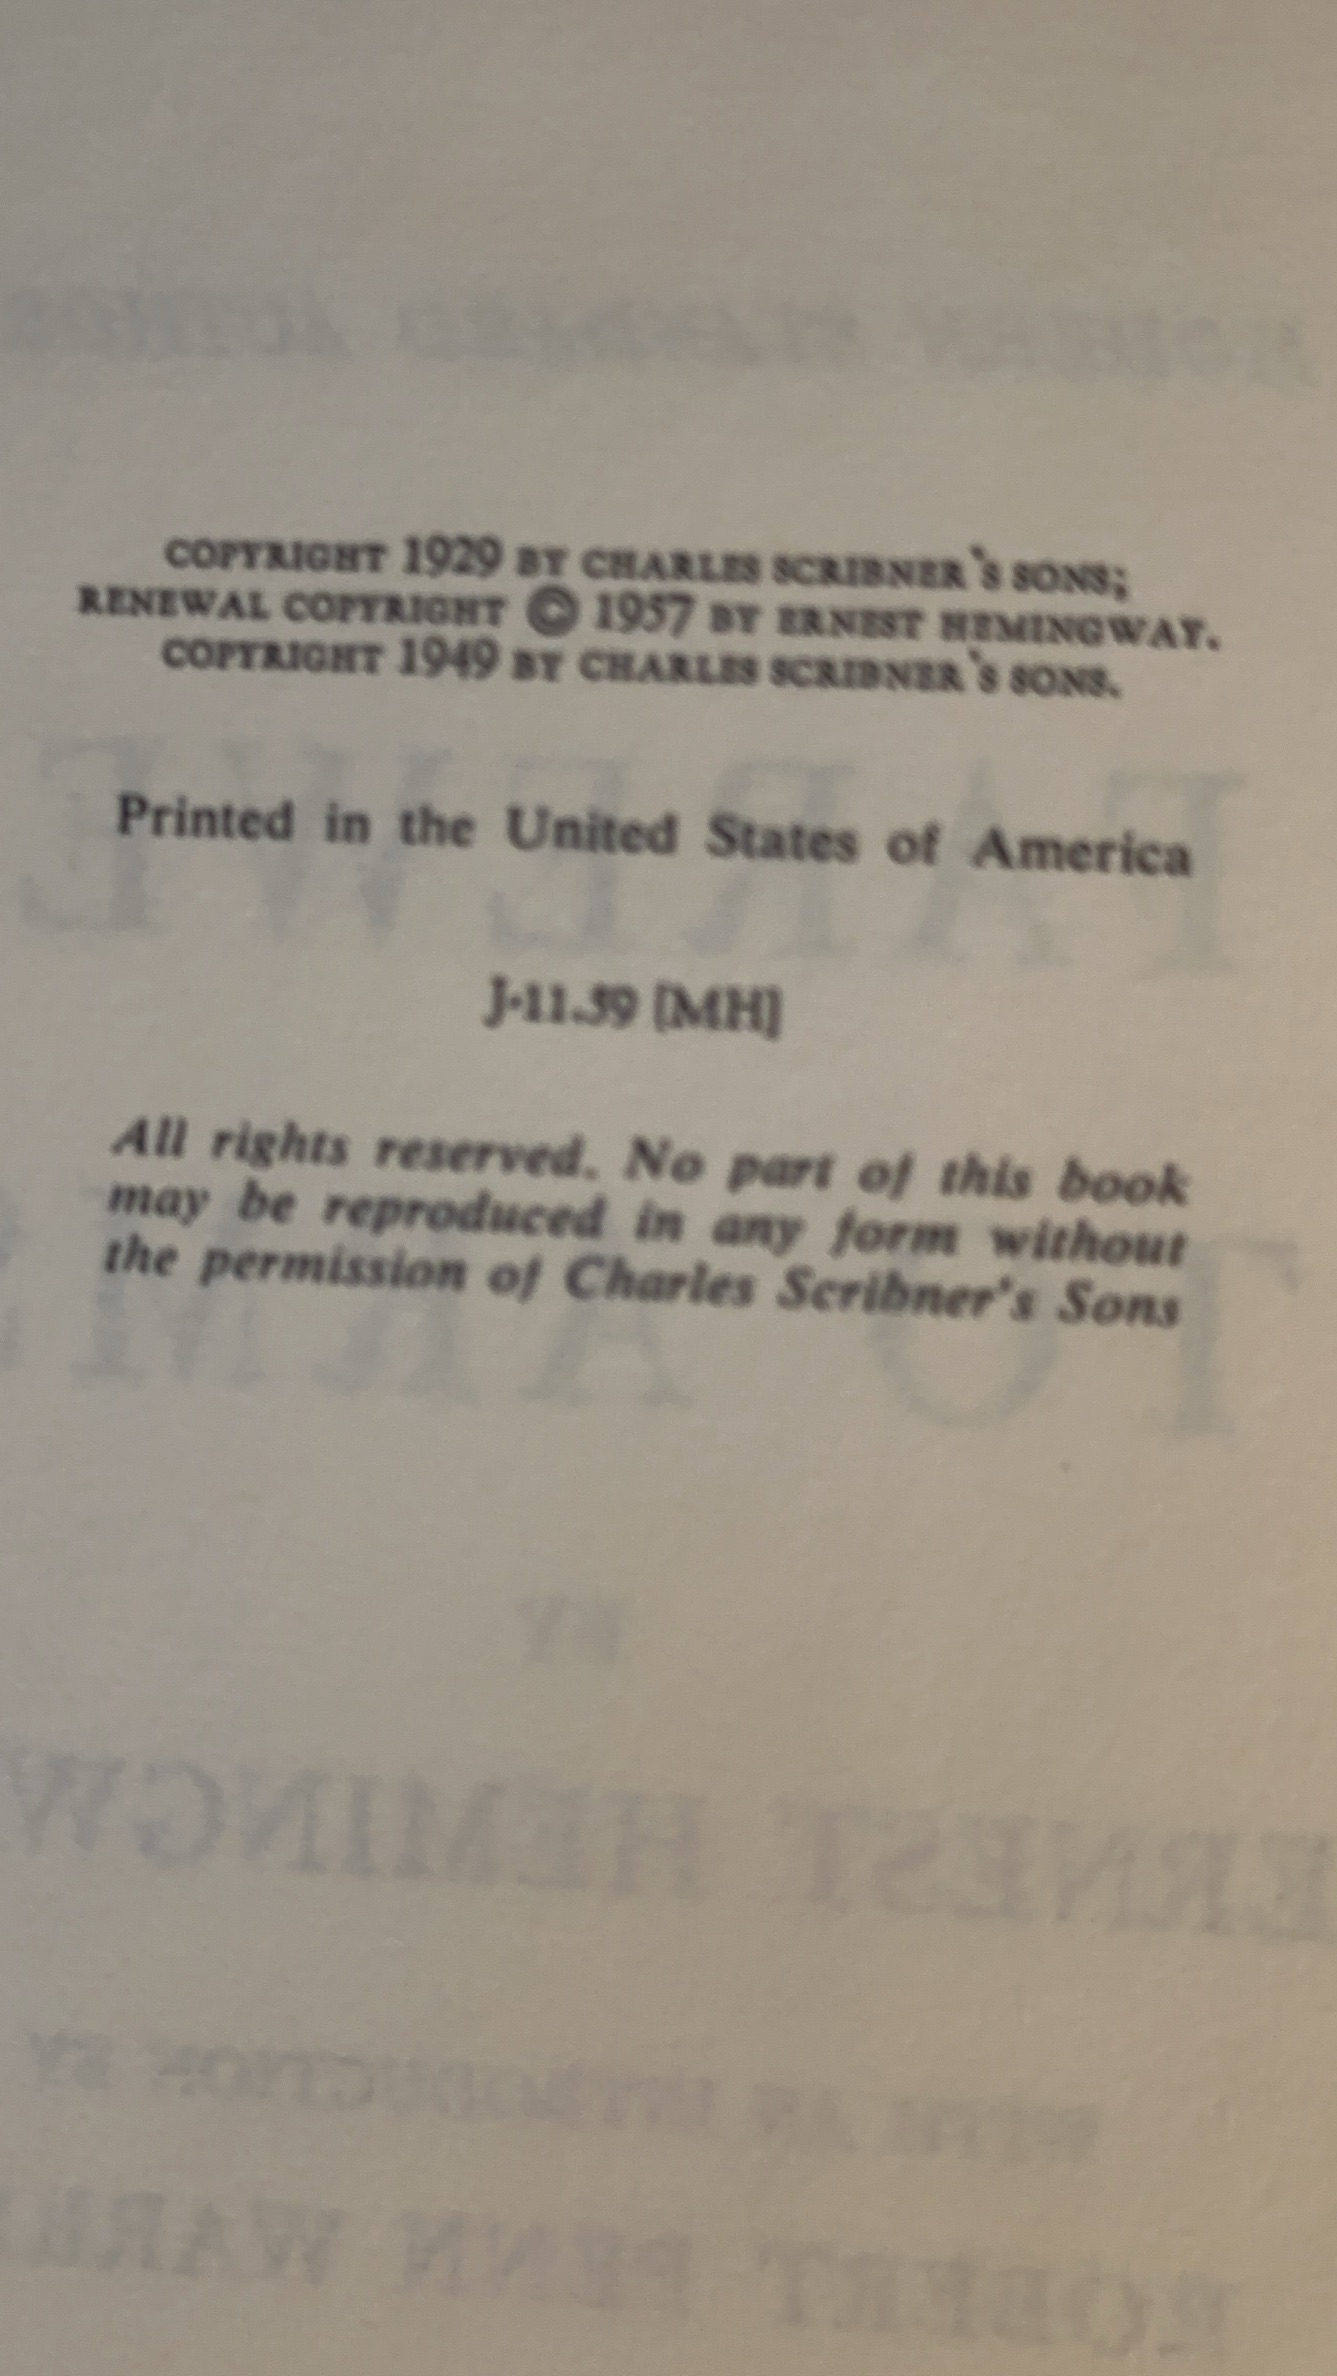 COPYRIGHT 1929 BY CHARLES SCRIBNER'S SONS;
RENEWAL COPYRIGHT © 1957 BY ERNEST HEMINGWAY.
COPYRIGHT 1949 BY CHARLES SCRIBNER'S SONS.
Printed in the United States of America
J-11.59 [MH]
All rights reserved. No part of this book
may be reproduced in any form without
the permission of Charles Scribner's Sons